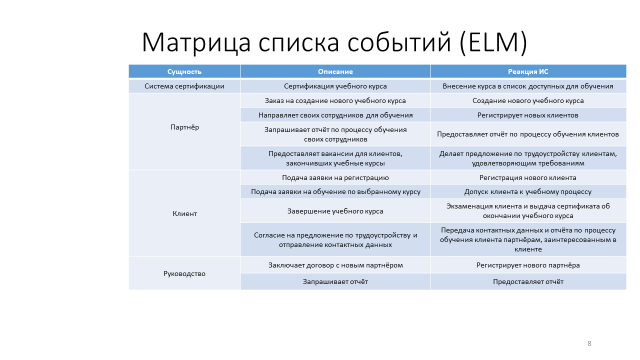 Матрица списка событий (ELM)
Сущность Описание Реакция ИС
Система сертификации Сертификация учебного курса Внесение курса в список доступных для обучения
Партнёр Заказ на создание нового учебного курса Создание нового учебного курса
Направляет своих сотрудников для обучения Регистрирует новых клиентов
Запрашивает отчёт по процессу обучения
своих сотрудников
Предоставляет отчёт по процессу обучения клиентов
Предоставляет вакансии для клиентов,
закончивших учебные курсы
Делает предложение по трудоустройству клиентам,
удовлетворяющим требованиям
Клиент Подача заявки на регистрацию Регистрация нового клиента
Подача заявки на обучение по выбранному курсу Допуск клиента к учебному процессу
Завершение учебного курса
Экзаменация клиента и выдача сертификата об
окончании учебного курса
Согласие на предложение по трудоустройству и
отправление контактных данных
Передача контактных данных и отчёта по процессу
обучения клиента партнёрам, заинтересованным в
клиенте
Руководство Заключает договор с новым партнёром Регистрирует нового партнёра
Запрашивает отчёт Предоставляет отчёт
8